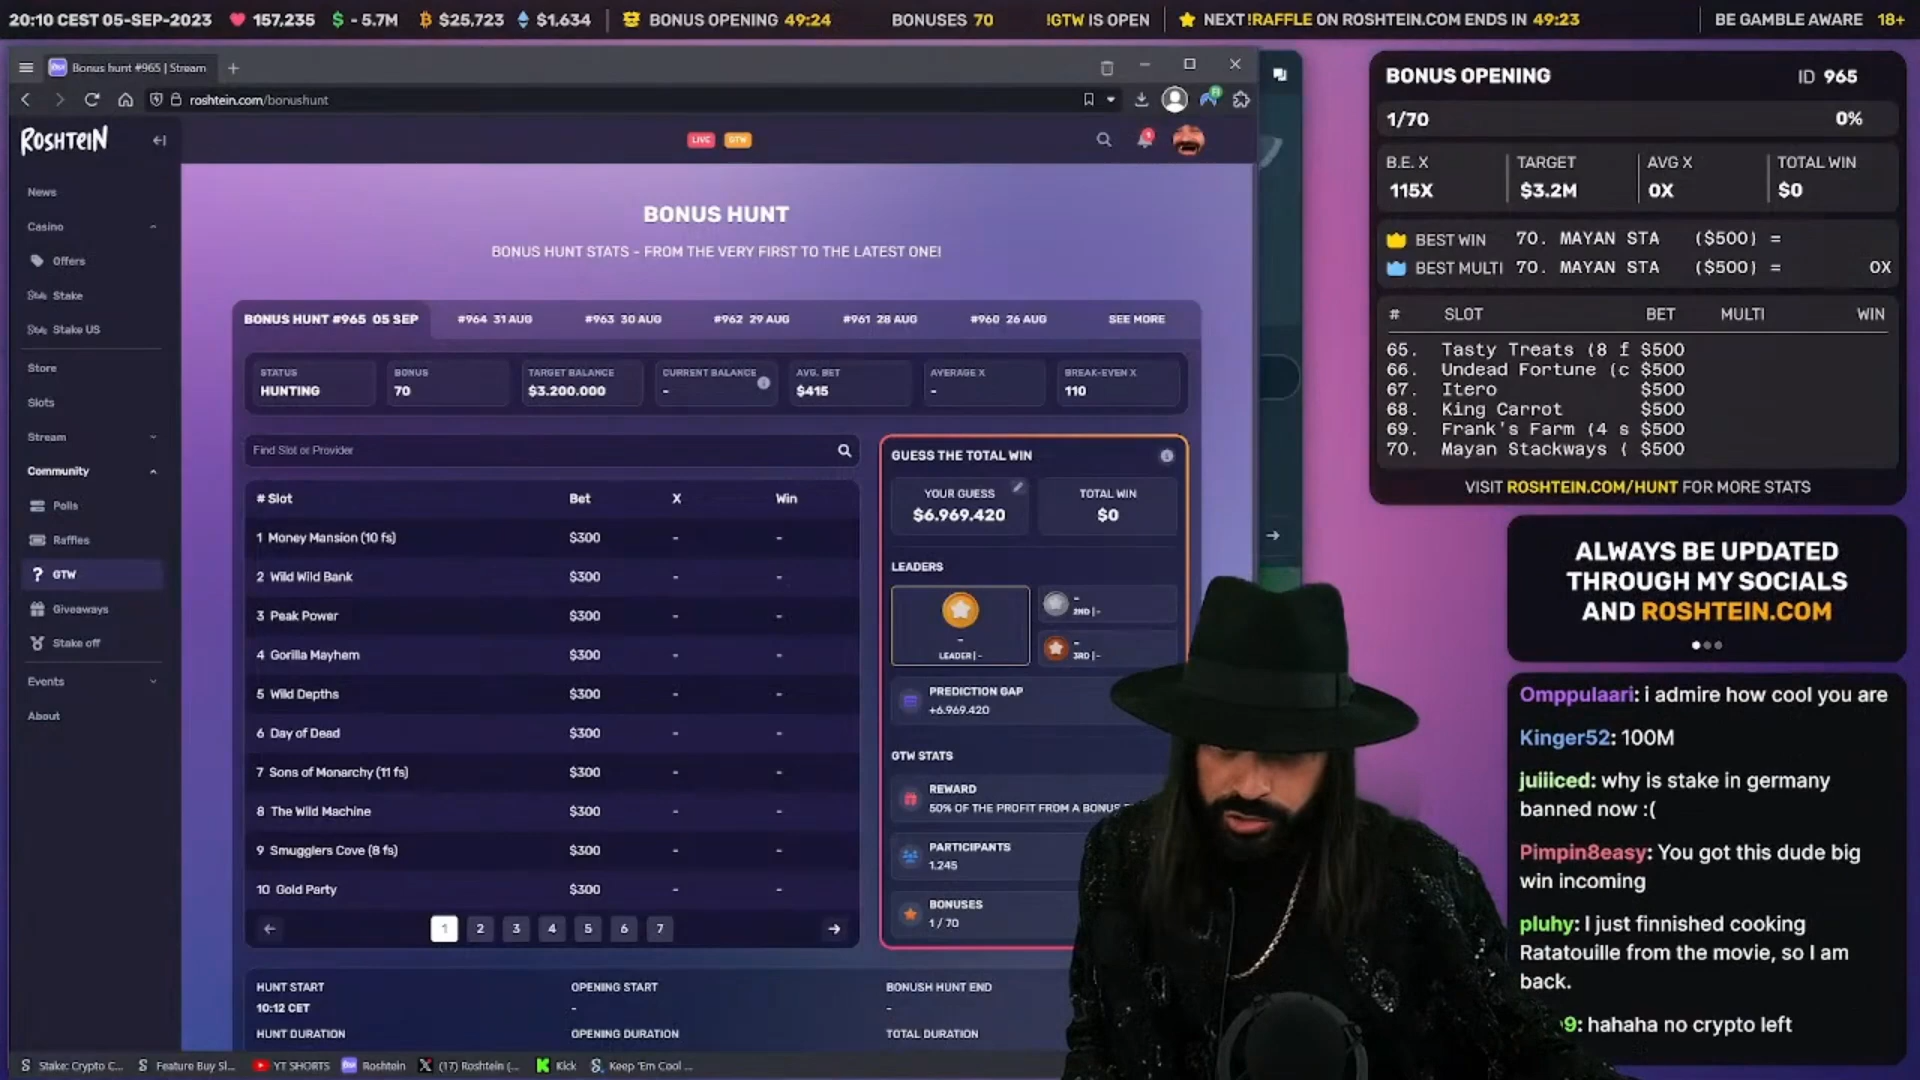 20:10 CEST 05-SEP-2023 157,235 $ - 5.7M $25,723 $1,634 BONUS OPENING 49:24 BONUSES 70 !GTW IS OPEN NEXT !RAFFLE ON ROSHTEIN.COM ENDS IN 49:23 BE GAMBLE AWARE 18+
Bonus hunt #965 | Stream
roshtein.com/bonushunt
ROSHTEIN
LIVE GTW
News
Casino
Offers
Stake
Stake US
Store
Slots
Stream
Community
Polls
Raffles
? GTW
Giveaways
Stake off
Events
About
BONUS HUNT
BONUS HUNT STATS - FROM THE VERY FIRST TO THE LATEST ONE!
BONUS HUNT #965 05 SEP #964 31 AUG #963 30 AUG #962 29 AUG #961 28 AUG #960 26 AUG SEE MORE
STATUS BONUS TARGET BALANCE CURRENT BALANCE AVG. BET AVERAGE X BREAK-EVEN X
HUNTING 70 $3.200.000 - $415 - 110
Find Slot or Provider
# Slot Bet X Win
1 Money Mansion (10 fs) $300 - -
2 Wild Wild Bank $300 - -
3 Peak Power $300 - -
4 Gorilla Mayhem $300 - -
5 Wild Depths $300 - -
6 Day of Dead $300 - -
7 Sons of Monarchy (11 fs) $300 - -
8 The Wild Machine $300 - -
9 Smugglers Cove (8 fs) $300 - -
10 Gold Party $300 - -
1 2 3 4 5 6 7
GUESS THE TOTAL WIN
YOUR GUESS TOTAL WIN
$6.969.420 $0
LEADERS
-
LEADER | -
-
2ND | -
-
3RD | -
PREDICTION GAP
+6.969.420
GTW STATS
REWARD
50% OF THE PROFIT FROM A BONUS
PARTICIPANTS
1.245
BONUSES
1 / 70
HUNT START OPENING START BONUSH HUNT END
10:12 CET - -
HUNT DURATION OPENING DURATION TOTAL DURATION
Stake: Crypto C... Feature Buy Sl... YT SHORTS Roshtein (17) Roshtein (... Kick Keep 'Em Cool ...
BONUS OPENING ID 965
1/70 0%
B.E. X TARGET AVG X TOTAL WIN
115X $3.2M 0X $0
BEST WIN 70. MAYAN STA ($500) =
BEST MULTI 70. MAYAN STA ($500) = 0X
# SLOT BET MULTI WIN
65. Tasty Treats (8 f $500
66. Undead Fortune (c $500
67. Itero $500
68. King Carrot $500
69. Frank's Farm (4 s $500
70. Mayan Stackways ( $500
VISIT ROSHTEIN.COM/HUNT FOR MORE STATS
ALWAYS BE UPDATED
THROUGH MY SOCIALS
AND ROSHTEIN.COM
Omppulaari: i admire how cool you are
Kinger52: 100M
juiiiced: why is stake in germany
banned now :(
Pimpin8easy: You got this dude big
win incoming
pluhy: I just finnished cooking
Ratatouille from the movie, so I am
back.
9: hahaha no crypto left